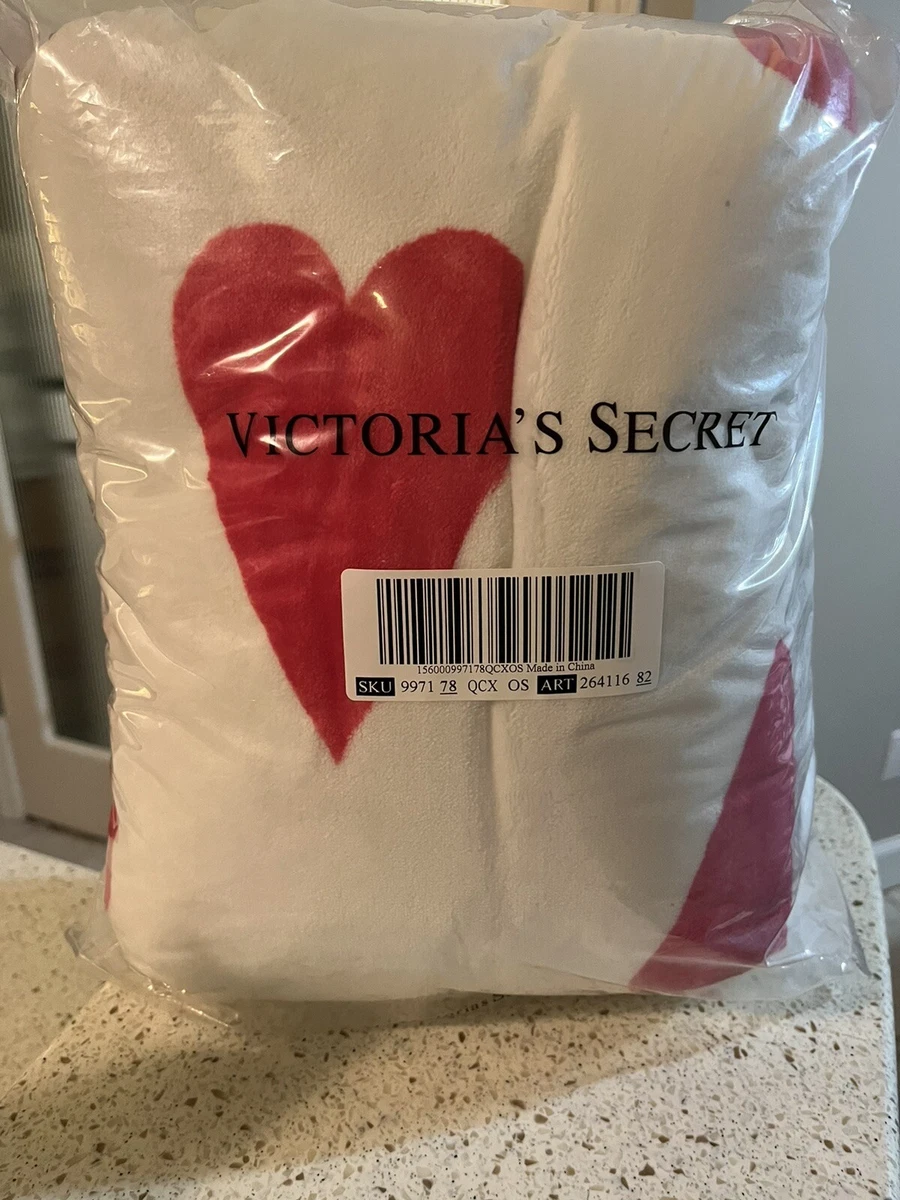 VICTORIA'S SECRET
156000997178QCXOS Made in China
SKU 9971 78 QCX OS ART 264116 82